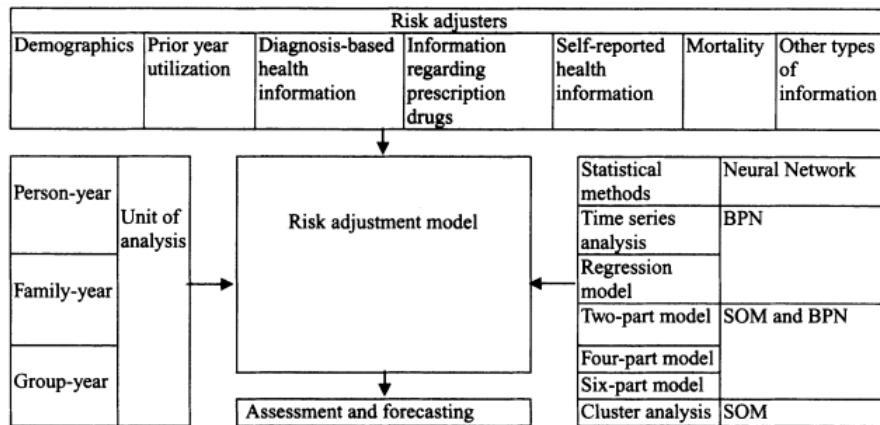 Risk adjusters
Demographics
Prior year
utilization
Diagnosis-based
health
information
Information
regarding
prescription
drugs
Self-reported
health
information
Mortality
Other types
of
information
Person-year
Family-year
Group-year
Unit of
analysis
Risk adjustment model
Assessment and forecasting
Statistical
methods
Neural Network
Time series
analysis
BPN
Regression
model
Two-part model
SOM and BPN
Four-part model
Six-part model
Cluster analysis
SOM